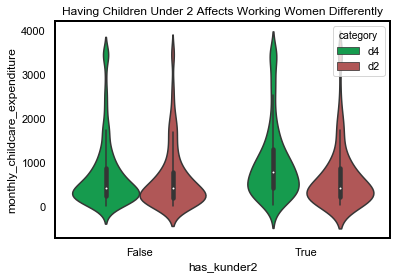 Having Children Under 2 Affects Working Women Differently
category
d4
d2
monthly_childcare_expenditure
4000
3000
2000
1000
0
False
True
has_kunder2